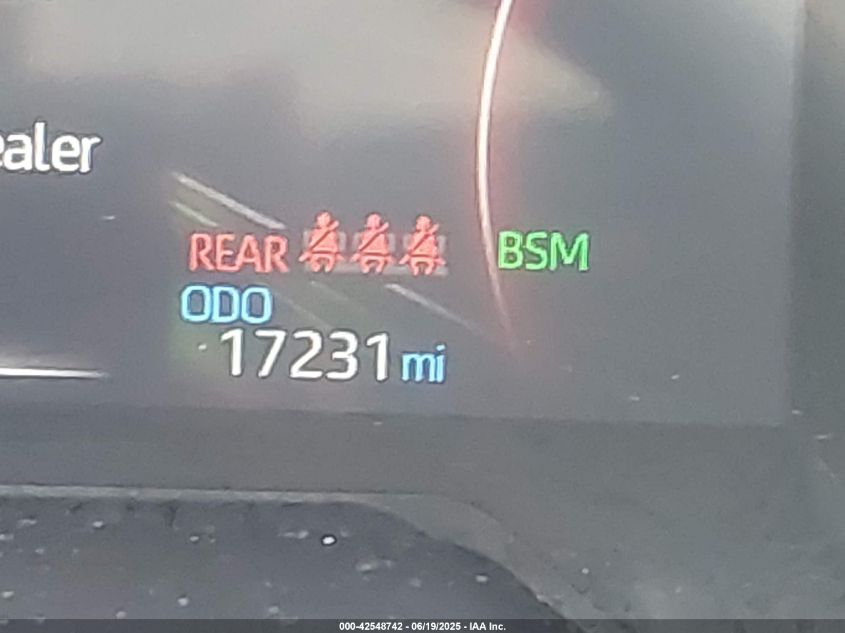 ealer
REAR BSM
ODO
17231 mi
000-42548742 - 06/19/2025 - IAA Inc.